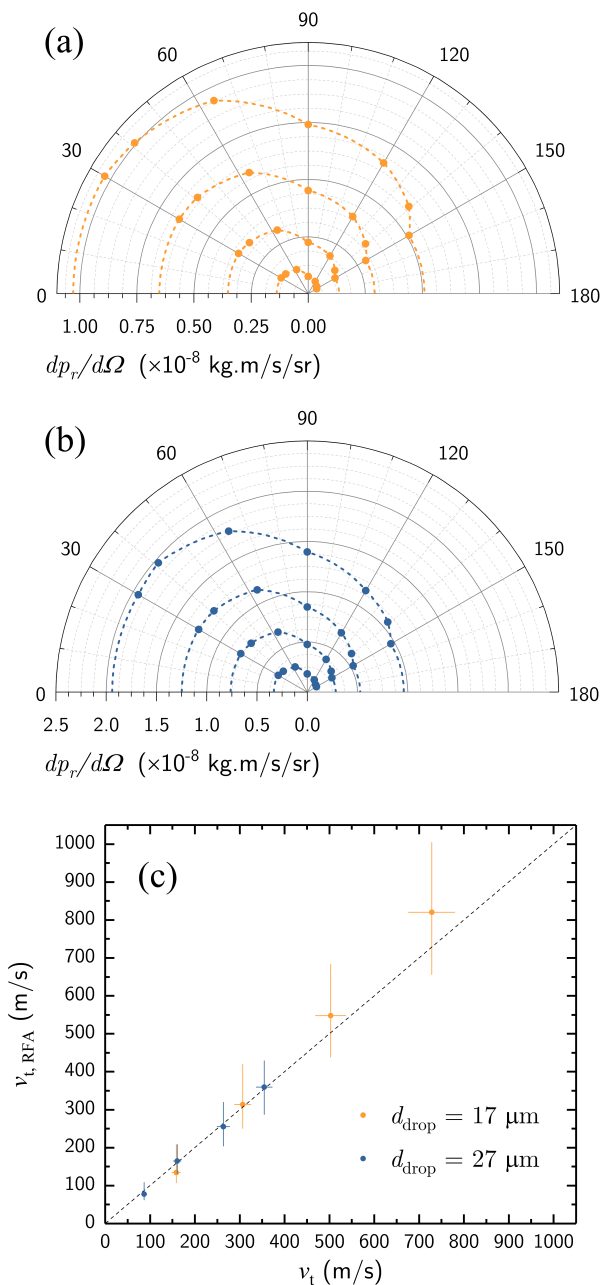 (a)
90
60
120
30
150
0
180
1.00 0.75 0.50 0.25 0.00
dpᵣ/dΩ (×10⁻⁸ kg.m/s/sr)
(b)
90
60
120
30
150
0
180
2.5 2.0 1.5 1.0 0.5 0.0
dpᵣ/dΩ (×10⁻⁸ kg.m/s/sr)
(c)
1000
900
800
700
600
500
400
300
200
100
0
v_t, RFA (m/s)
d_drop = 17 μm
d_drop = 27 μm
0 100 200 300 400 500 600 700 800 900 1000
v_t (m/s)